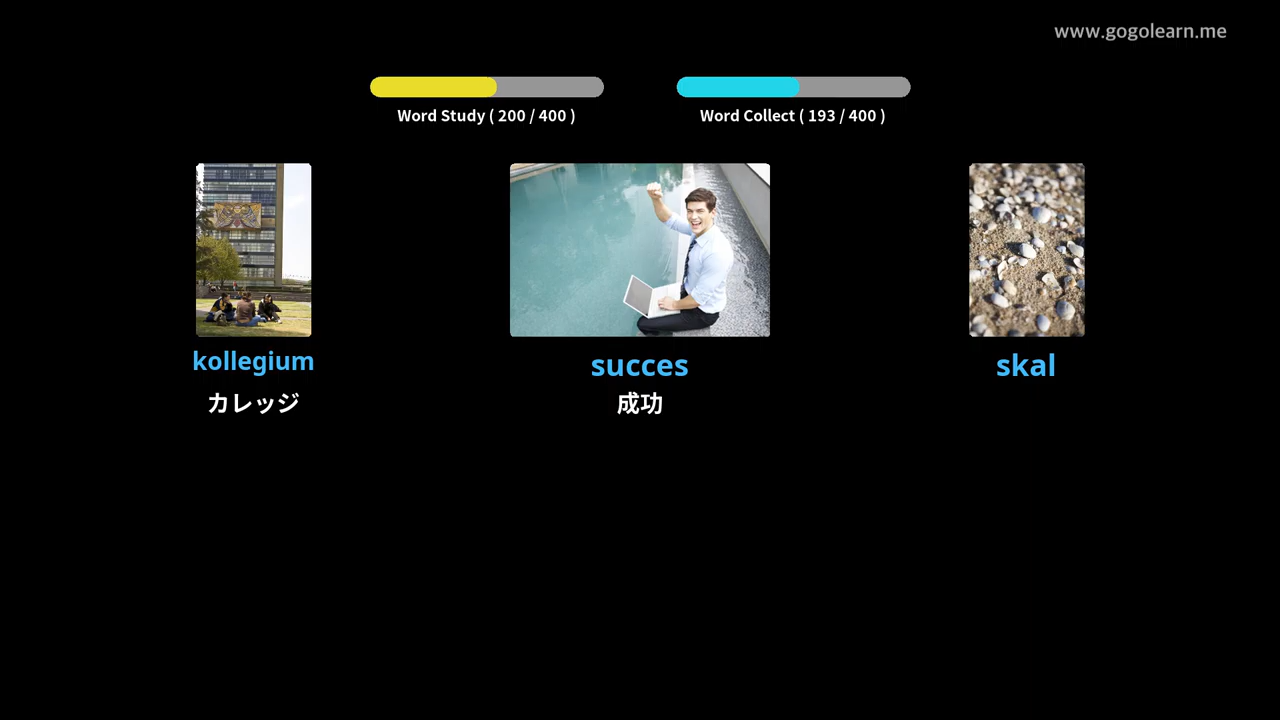 www.gogolearn.me
Word Study ( 200 / 400 )
Word Collect ( 193 / 400 )
kollegium
カレッジ
succes
成功
skal